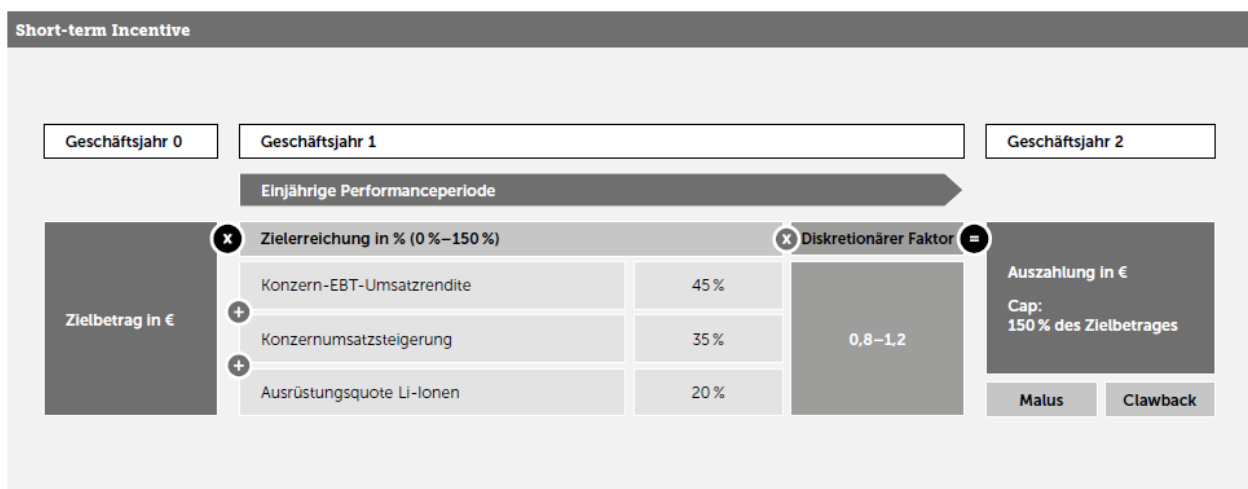 Short-term Incentive
Geschäftsjahr 0
Geschäftsjahr 1
Geschäftsjahr 2
Einjährige Performanceperiode
x
Zielerreichung in % (0 %–150 %)
x
Diskretionärer Faktor
=
Zielbetrag in €
Konzern-EBT-Umsatzrendite
45 %
+
Konzernumsatzsteigerung
35 %
+
Ausrüstungsquote Li-Ionen
20 %
0,8–1,2
Auszahlung in €
Cap:
150 % des Zielbetrages
Malus
Clawback